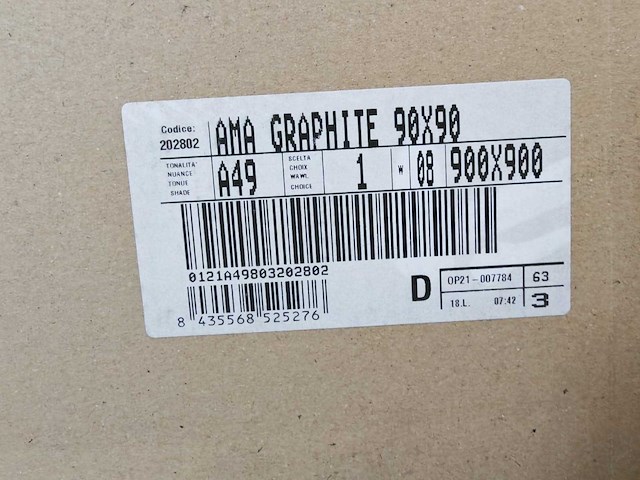 Codice:
202802
AMA GRAPHITE 90X90
TONALITA'
NUANCE
TONUE
SHADE
A49
SCELTA
CHOIX
WAWL
CHOICE
1
W
08
900X900
0121A49803202802
8 435568 525276
D
OP21-007784
63
18.L. 07:42
3